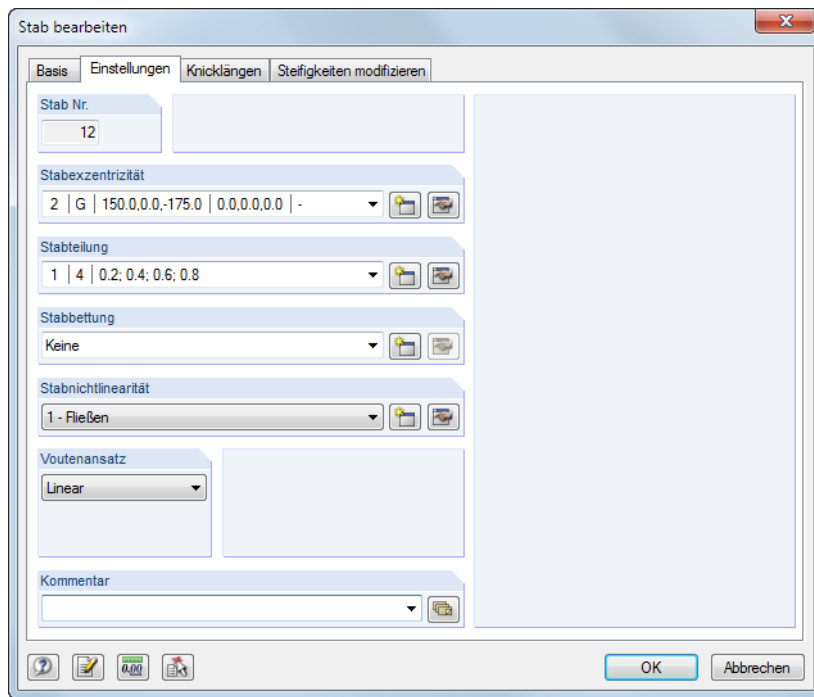 Stab bearbeiten
Basis Einstellungen Knicklängen Steifigkeiten modifizieren
Stab Nr.
12
Stabexzentrizität
2 | G | 150.0,0.0,-175.0 | 0.0,0.0,0.0 | -
Stabteilung
1 | 4 | 0.2; 0.4; 0.6; 0.8
Stabbettung
Keine
Stabnichtlinearität
1 - Fließen
Voutenansatz
Linear
Kommentar
0.00 OK Abbrechen